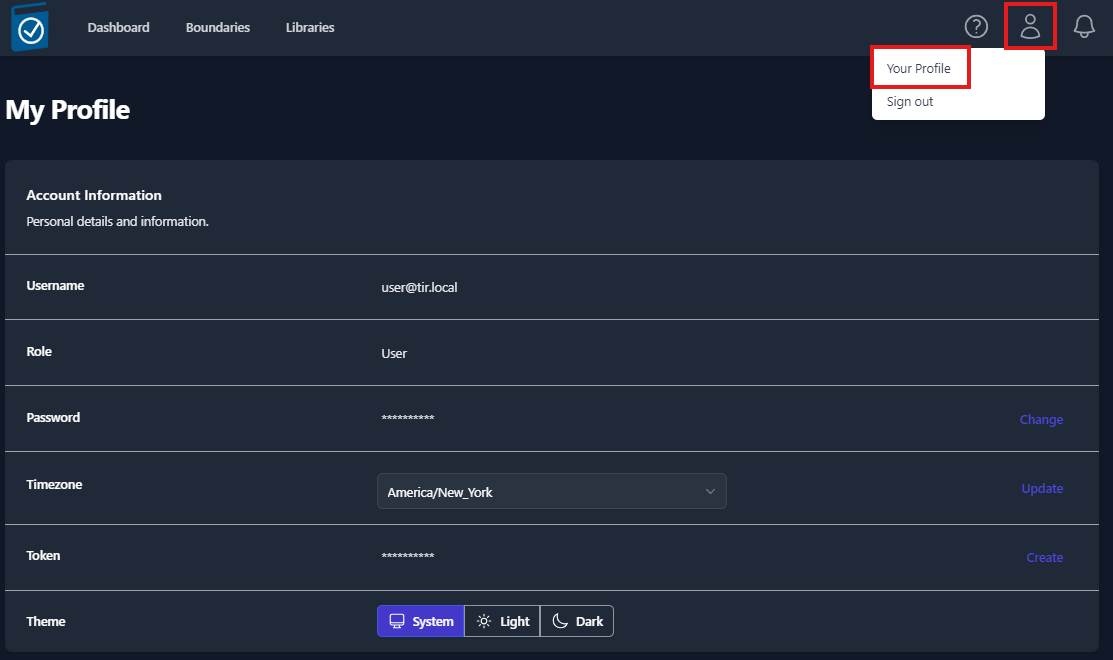 Dashboard Boundaries Libraries
Your Profile
Sign out
My Profile
Account Information
Personal details and information.
Username user@tir.local
Role User
Password ********** Change
Timezone America/New_York Update
Token ********** Create
Theme System Light Dark